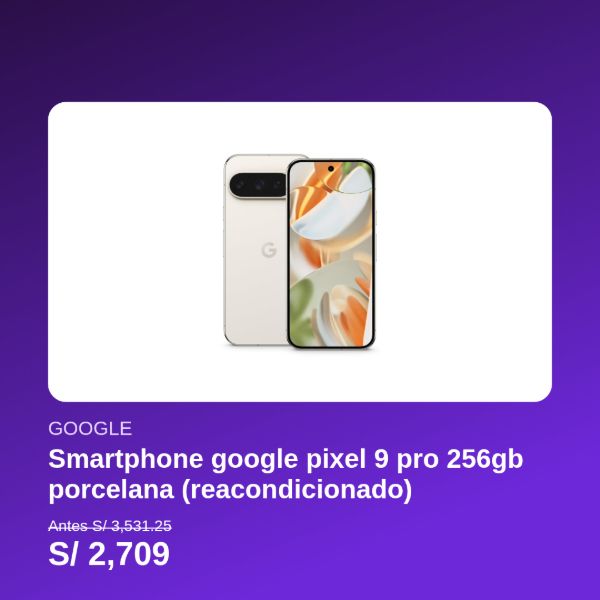 GOOGLE
Smartphone google pixel 9 pro 256gb
porcelana (reacondicionado)
Antes S/ 3,531.25
S/ 2,709